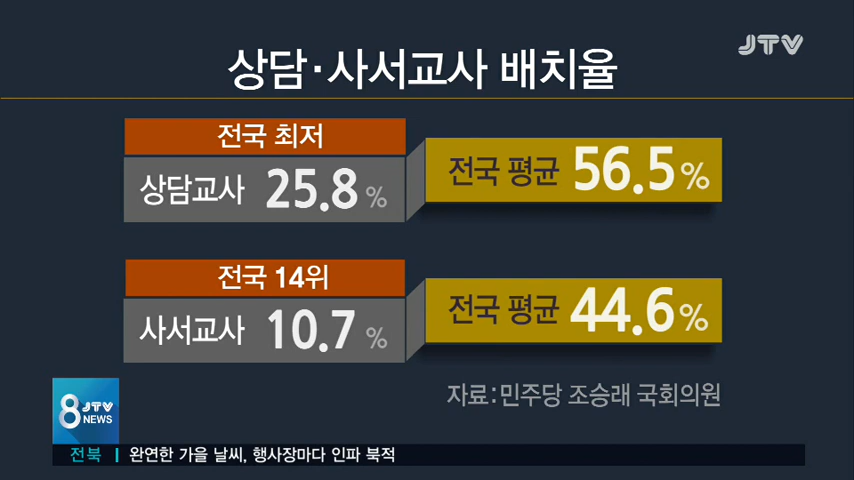 JTV
상담·사서교사 배치율
전국 최저
상담교사 25.8 %
전국 평균 56.5 %
전국 14위
사서교사 10.7 %
전국 평균 44.6 %
자료:민주당 조승래 국회의원
8 JTV NEWS
전북 | 완연한 가을 날씨, 행사장마다 인파 북적